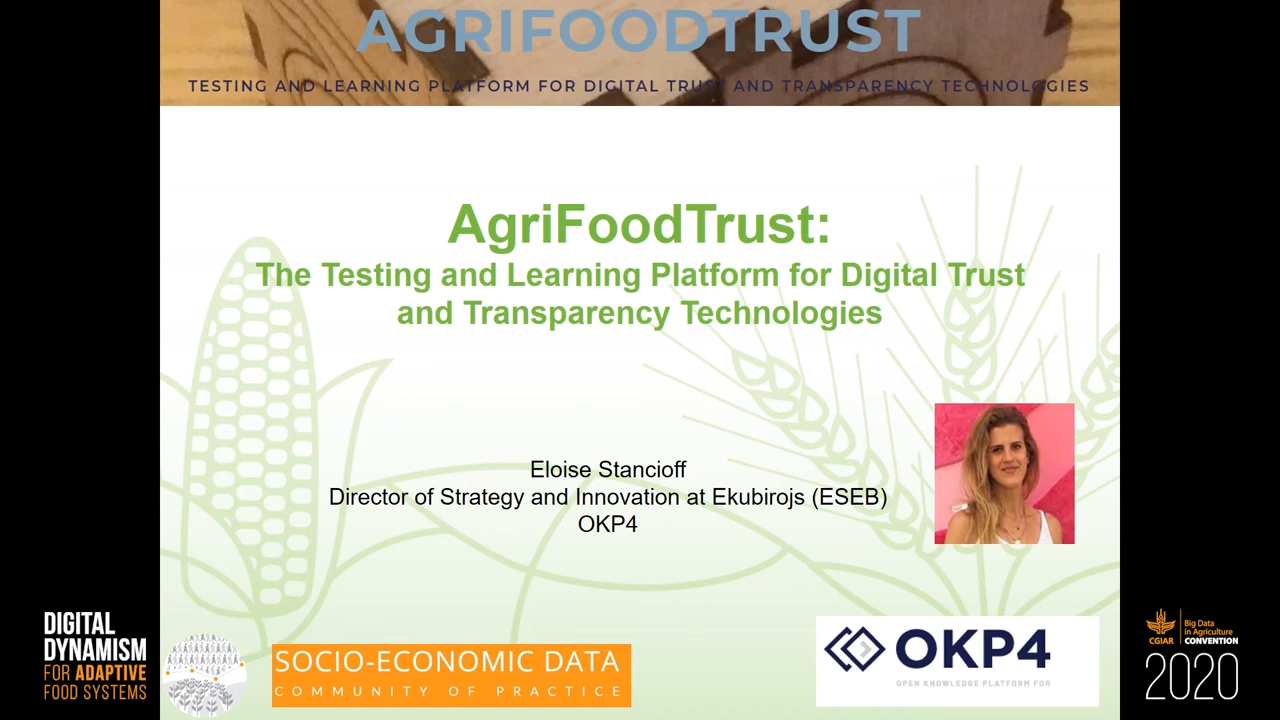 AGRIFOODTRUST
TESTING AND LEARNING PLATFORM FOR DIGITAL TRUST AND TRANSPARENCY TECHNOLOGIES
AgriFoodTrust:
The Testing and Learning Platform for Digital Trust
and Transparency Technologies
Eloise Stancioff
Director of Strategy and Innovation at Ekubirojs (ESEB)
OKP4
DIGITAL
DYNAMISM
FOR ADAPTIVE
FOOD SYSTEMS
SOCIO-ECONOMIC DATA
COMMUNITY OF PRACTICE
OKP4
OPEN KNOWLEDGE PLATFORM FOR
CGIAR
Big Data
in Agriculture
CONVENTION
2020